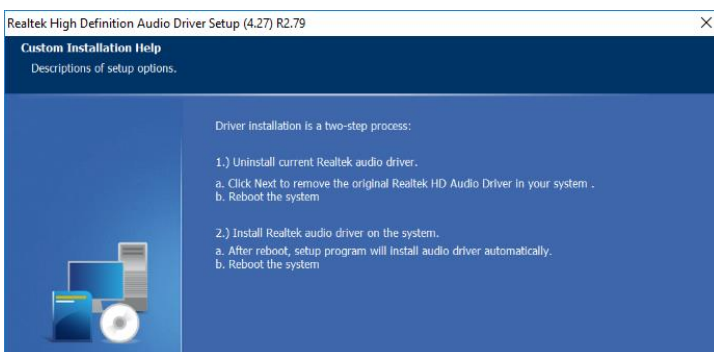 Realtek High Definition Audio Driver Setup (4.27) R2.79
Custom Installation Help
Descriptions of setup options.
Driver installation is a two-step process:
1.) Uninstall current Realtek audio driver.
a. Click Next to remove the original Realtek HD Audio Driver in your system .
b. Reboot the system
2.) Install Realtek audio driver on the system.
a. After reboot, setup program will install audio driver automatically.
b. Reboot the system